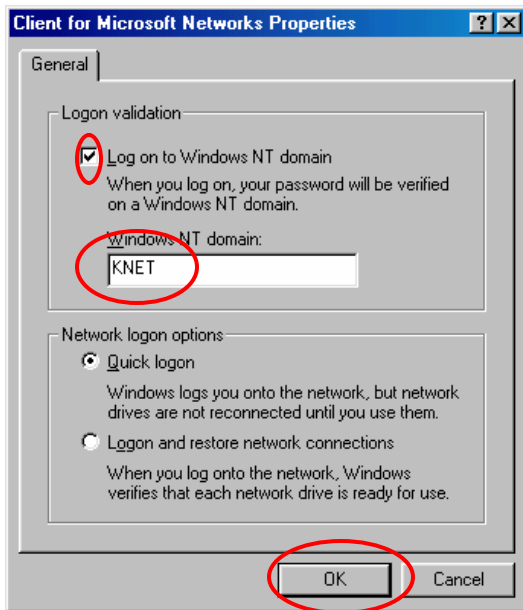 Client for Microsoft Networks Properties
General
Logon validation
Log on to Windows NT domain
When you log on, your password will be verified
on a Windows NT domain.
Windows NT domain:
KNET
Network logon options
Quick logon
Windows logs you onto the network, but network
drives are not reconnected until you use them.
Logon and restore network connections
When you log onto the network, Windows
verifies that each network drive is ready for use.
OK Cancel